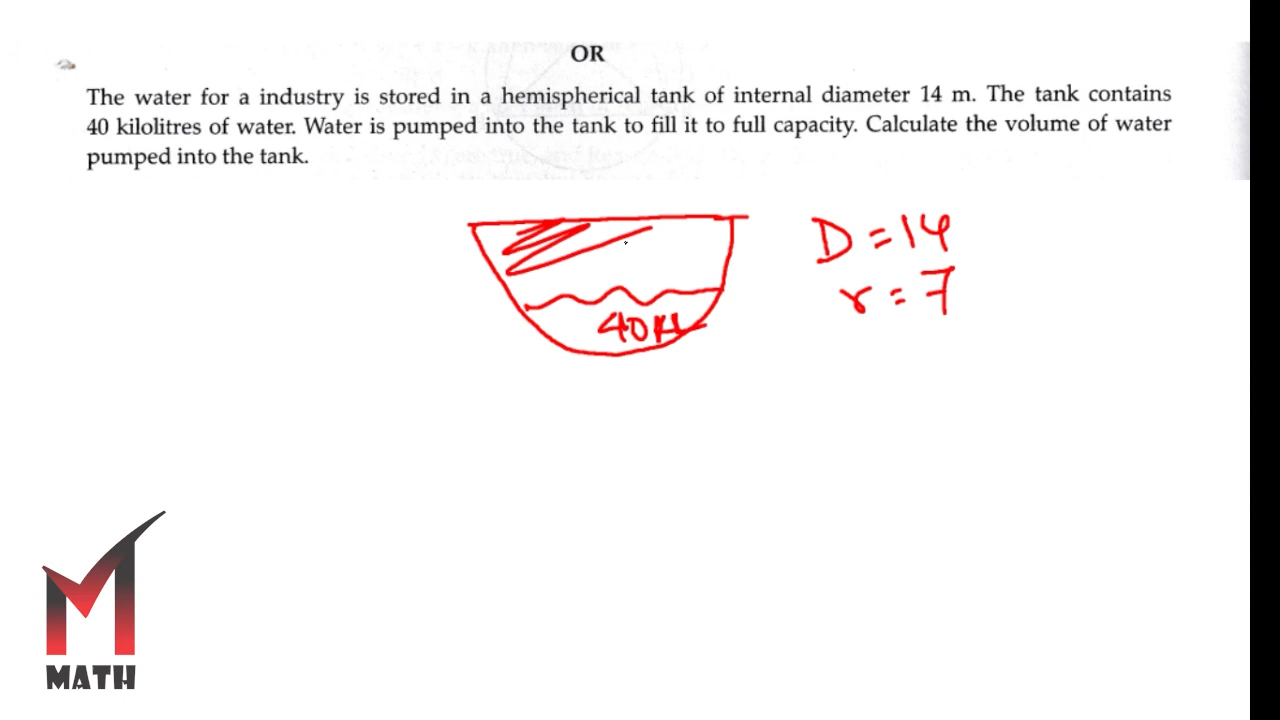 OR
The water for a industry is stored in a hemispherical tank of internal diameter 14 m. The tank contains
40 kilolitres of water. Water is pumped into the tank to fill it to full capacity. Calculate the volume of water
pumped into the tank.
D = 14
r = 7
40 Kl
M
MATH